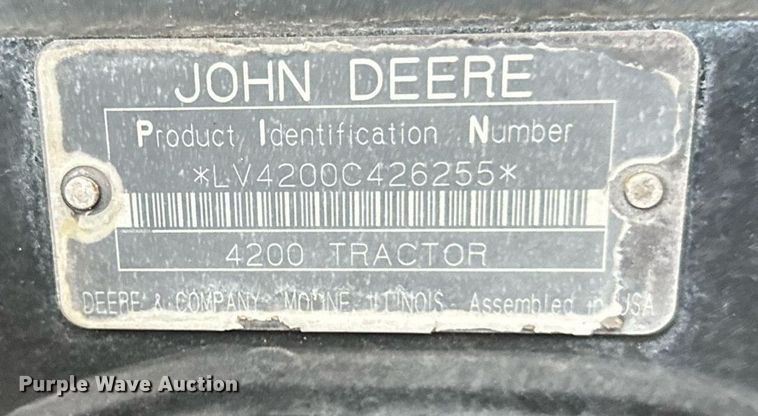 JOHN DEERE
Product Identification Number
*LV4200C426255*
4200 TRACTOR
DEERE & COMPANY MOLINE, ILLINOIS - Assembled in USA
Purple Wave Auction